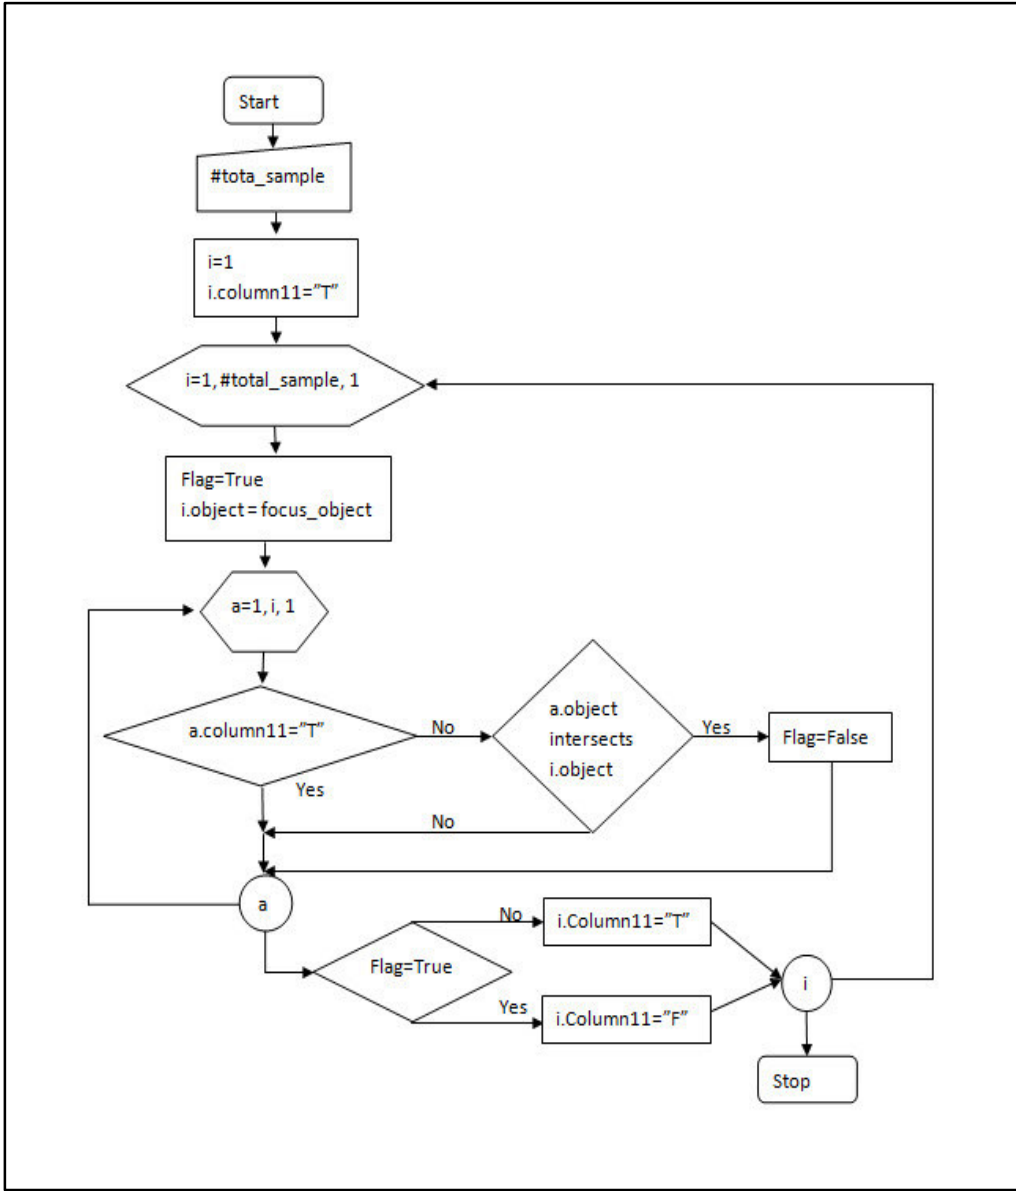 Start
#tota_sample
i=1
i.column11=”T”
i=1, #total_sample, 1
Flag=True
i.object = focus_object
a=1, i, 1
a.column11=”T”
No
a.object
intersects
i.object
Yes
Flag=False
Yes
No
a
Flag=True
No
i.Column11=”T”
Yes
i.Column11=”F”
i
Stop